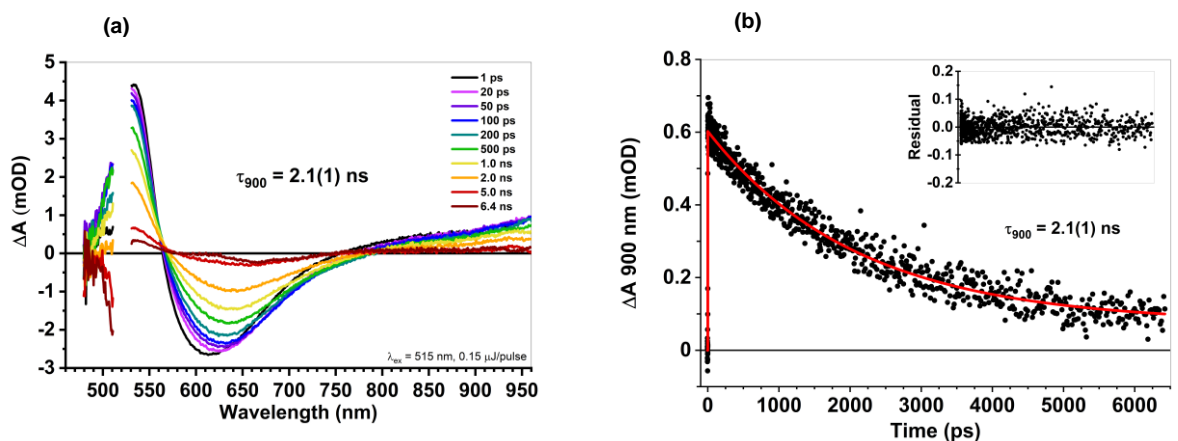 (a)
5
4
3
2
1
0
-1
-2
-3
ΔA (mOD)
1 ps
20 ps
50 ps
100 ps
200 ps
500 ps
1.0 ns
2.0 ns
5.0 ns
6.4 ns
τ900 = 2.1(1) ns
λex = 515 nm, 0.15 μJ/pulse
500 550 600 650 700 750 800 850 900 950
Wavelength (nm)
(b)
0.8
0.6
0.4
0.2
0
ΔA 900 nm (mOD)
0.2
0.1
0.0
-0.1
-0.2
Residual
τ900 = 2.1(1) ns
0 1000 2000 3000 4000 5000 6000
Time (ps)